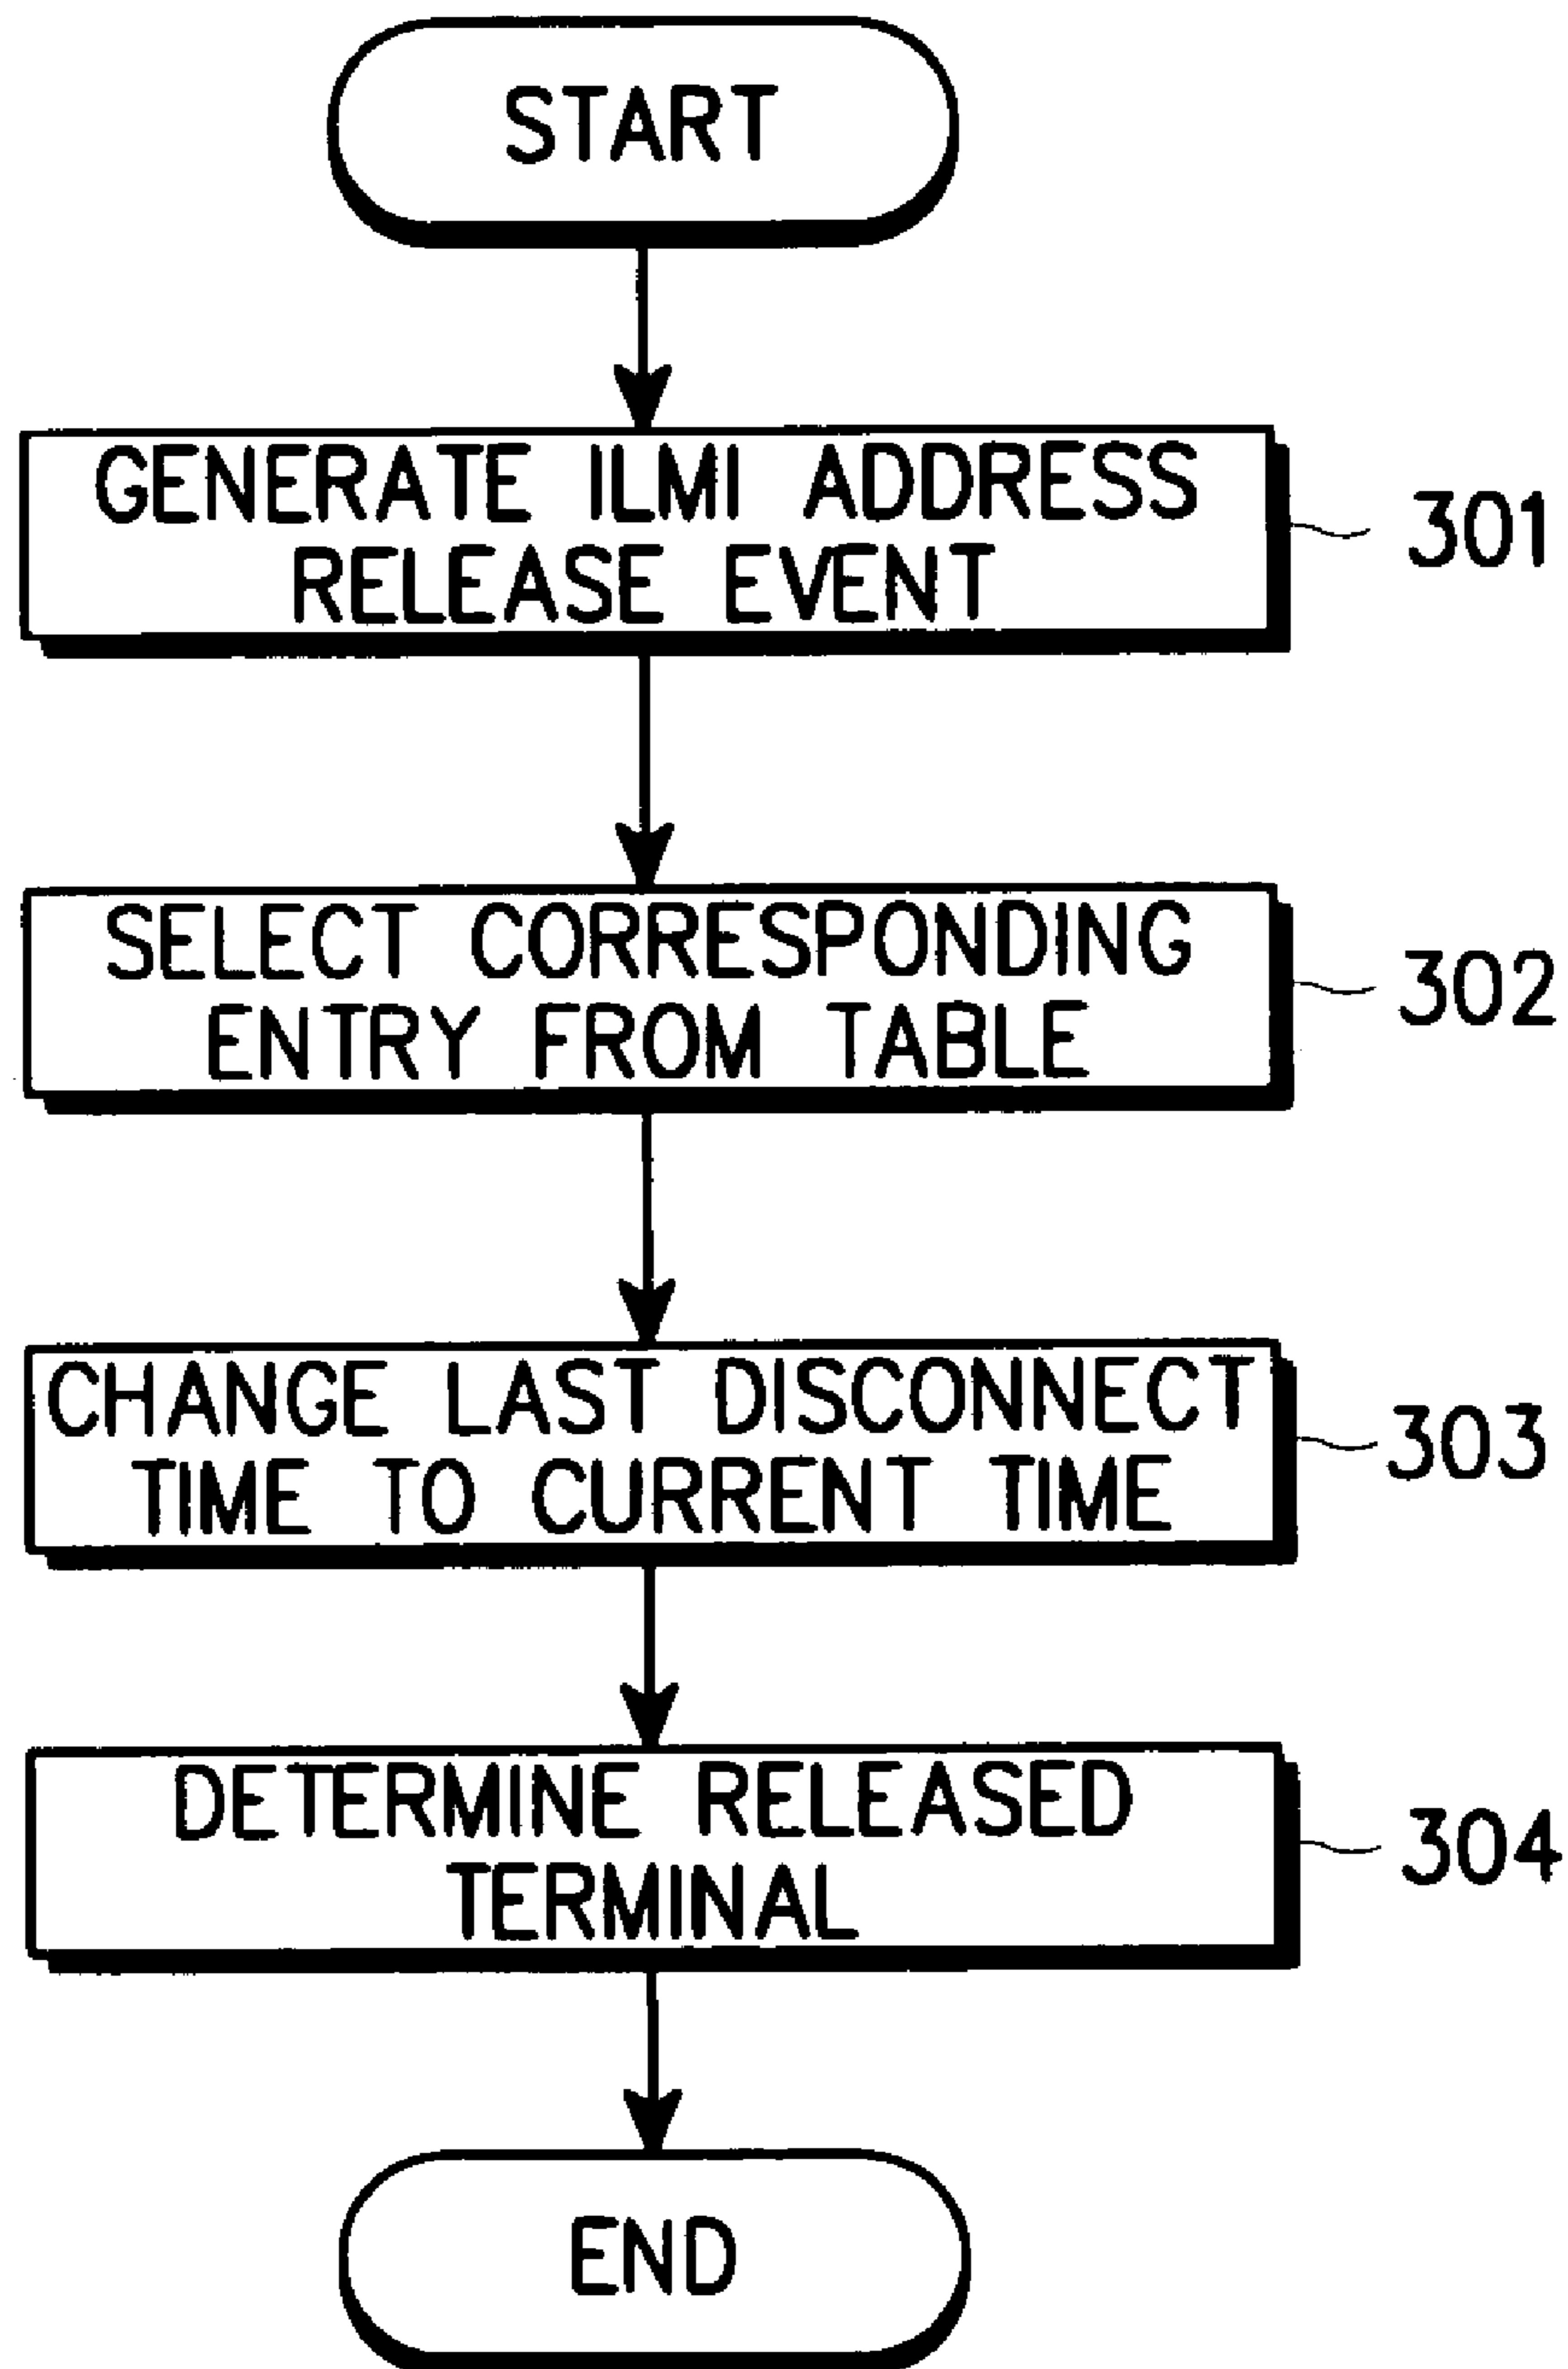 START
GENERATE ILMI ADDRESS
RELEASE EVENT
301
SELECT CORRESPONDING
ENTRY FROM TABLE
302
CHANGE LAST DISCONNECT
TIME TO CURRENT TIME
303
DETERMINE RELEASED
TERMINAL
304
END